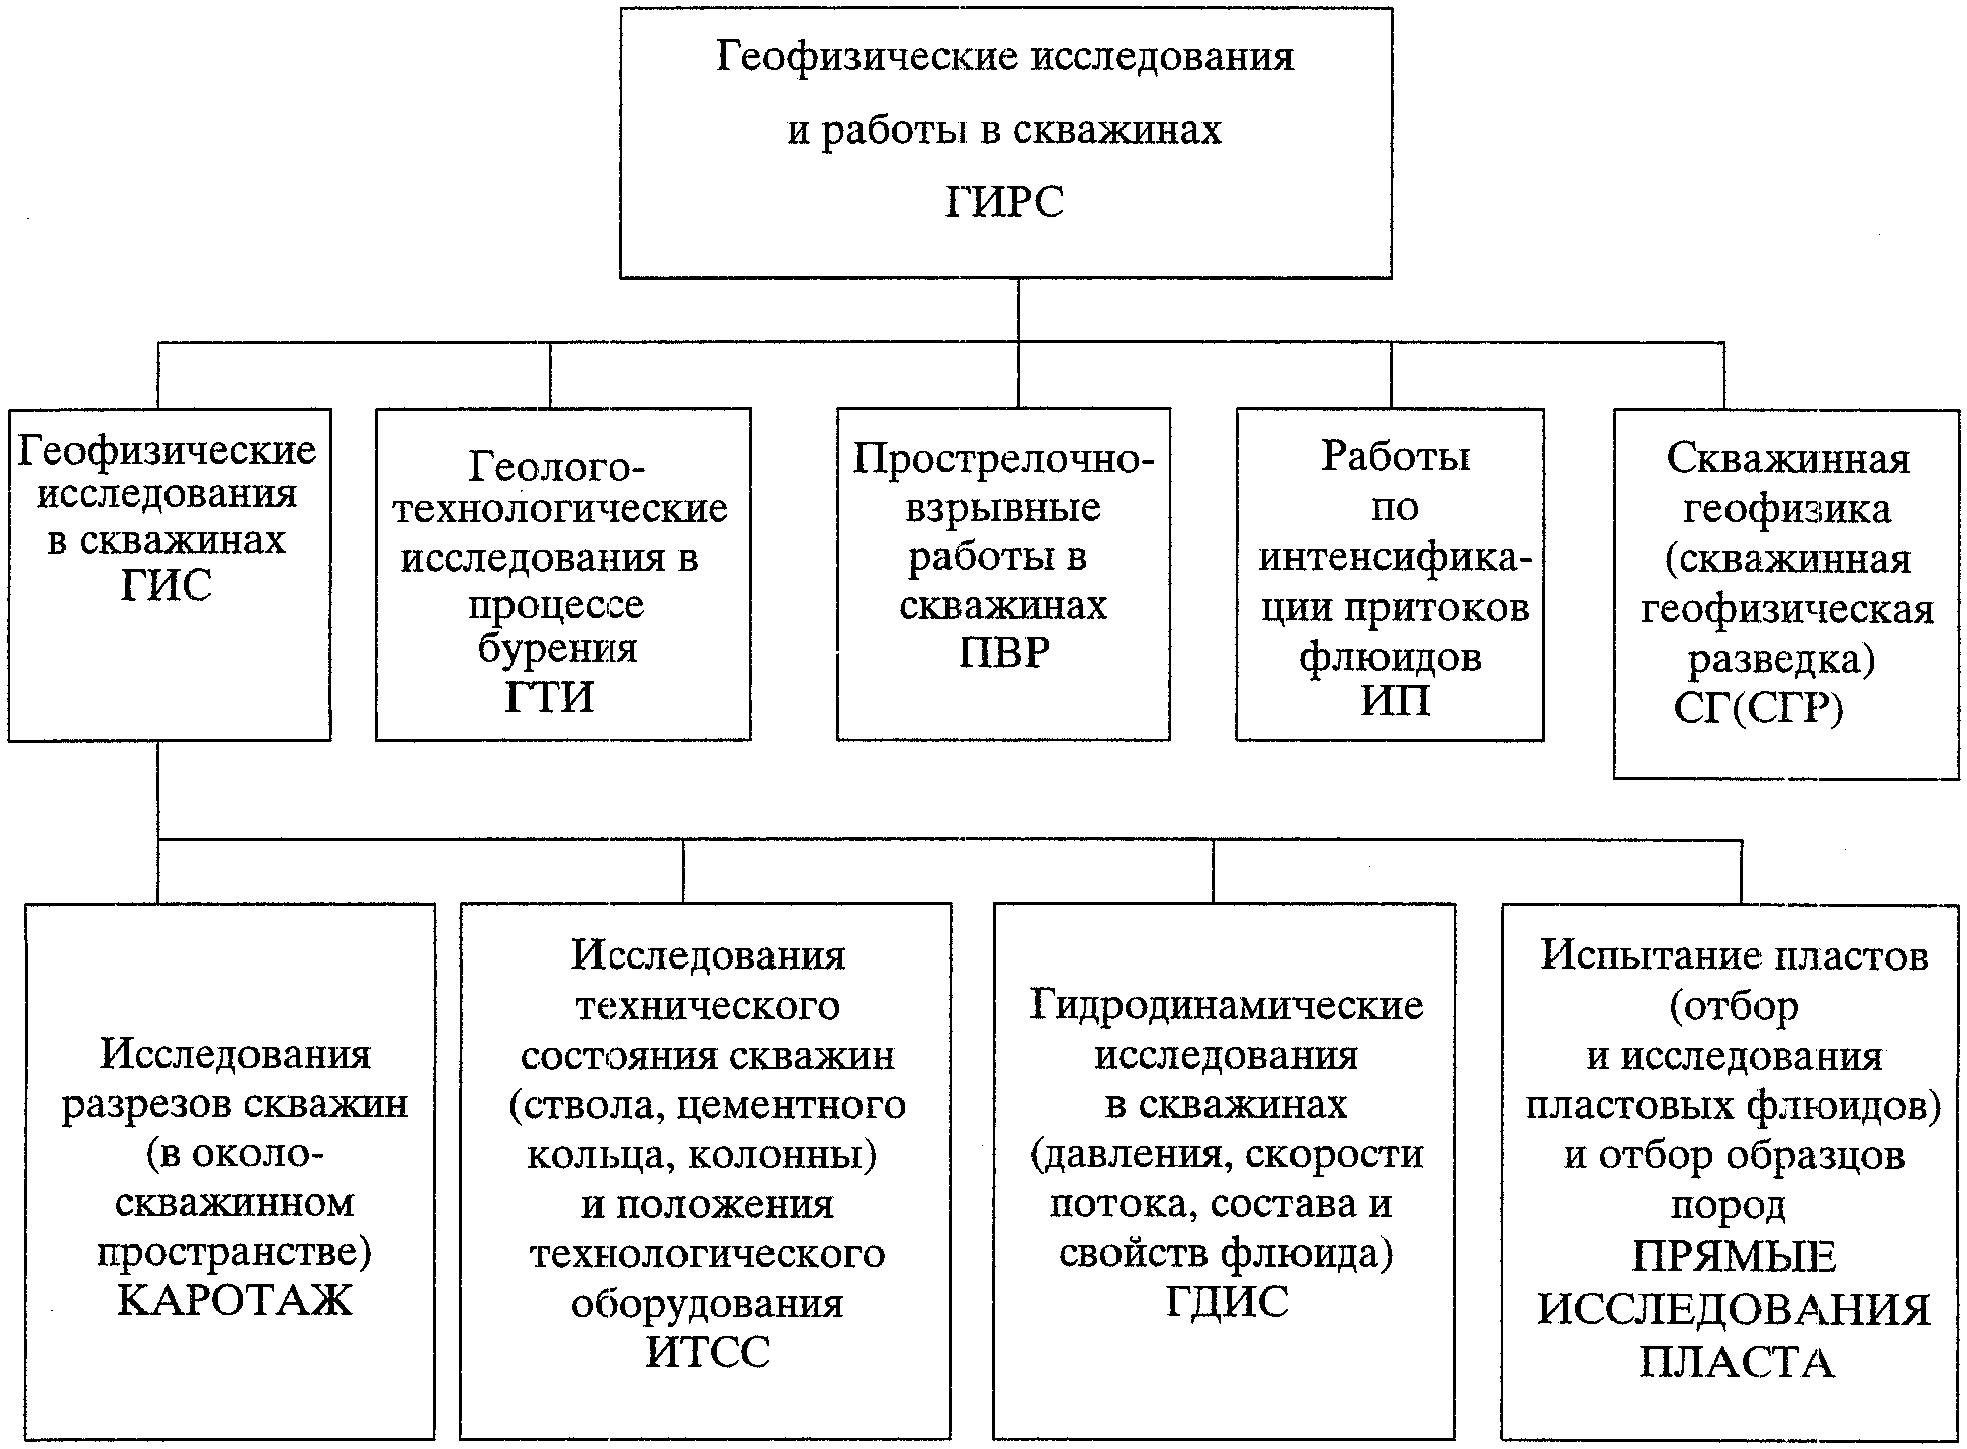 Геофизические исследования
и работы в скважинах
ГИРС
Геофизические
исследования
в скважинах
ГИС
Геолого-
технологические
исследования в
процессе
бурения
ГТИ
Прострелочно-
взрывные
работы в
скважинах
ПВР
Работы
по
интенсифика-
ции притоков
флюидов
ИП
Скважинная
геофизика
(скважинная
геофизическая
разведка)
СГ(СГР)
Исследования
разрезов скважин
(в около-
скважинном
пространстве)
КАРОТАЖ
Исследования
технического
состояния скважин
(ствола, цементного
кольца, колонны)
и положения
технологического
оборудования
ИТСС
Гидродинамические
исследования
в скважинах
(давления, скорости
потока, состава и
свойств флюида)
ГДИС
Испытание пластов
(отбор
и исследования
пластовых флюидов)
и отбор образцов
пород
ПРЯМЫЕ
ИССЛЕДОВАНИЯ
ПЛАСТА